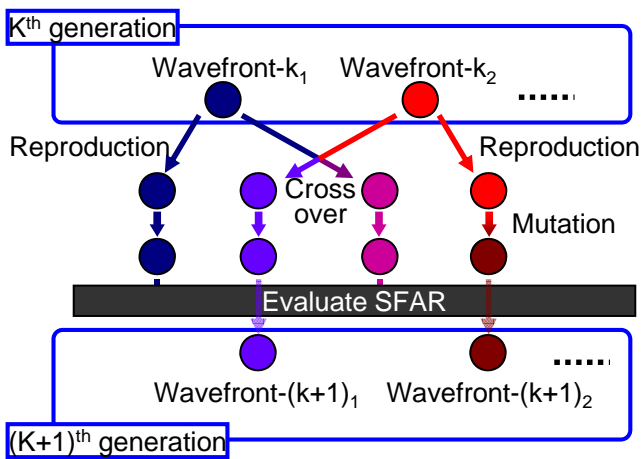 Kth generation
Wavefront-k1 Wavefront-k2
......
Reproduction Reproduction
Cross
over
Mutation
Evaluate SFAR
......
Wavefront-(k+1)1 Wavefront-(k+1)2
(K+1)th generation